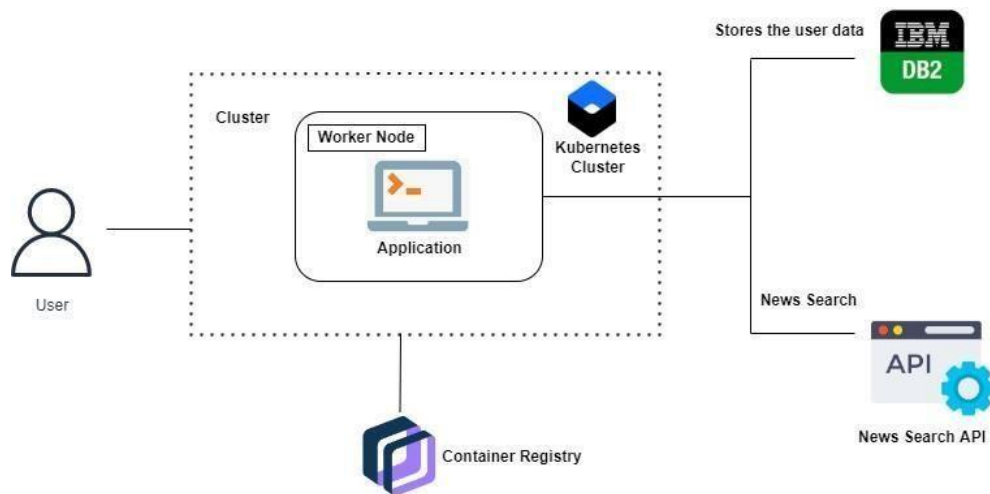 Stores the user data
IBM
DB2
Cluster
Worker Node
Kubernetes
Cluster
Application
User
News Search
API
News Search API
Container Registry